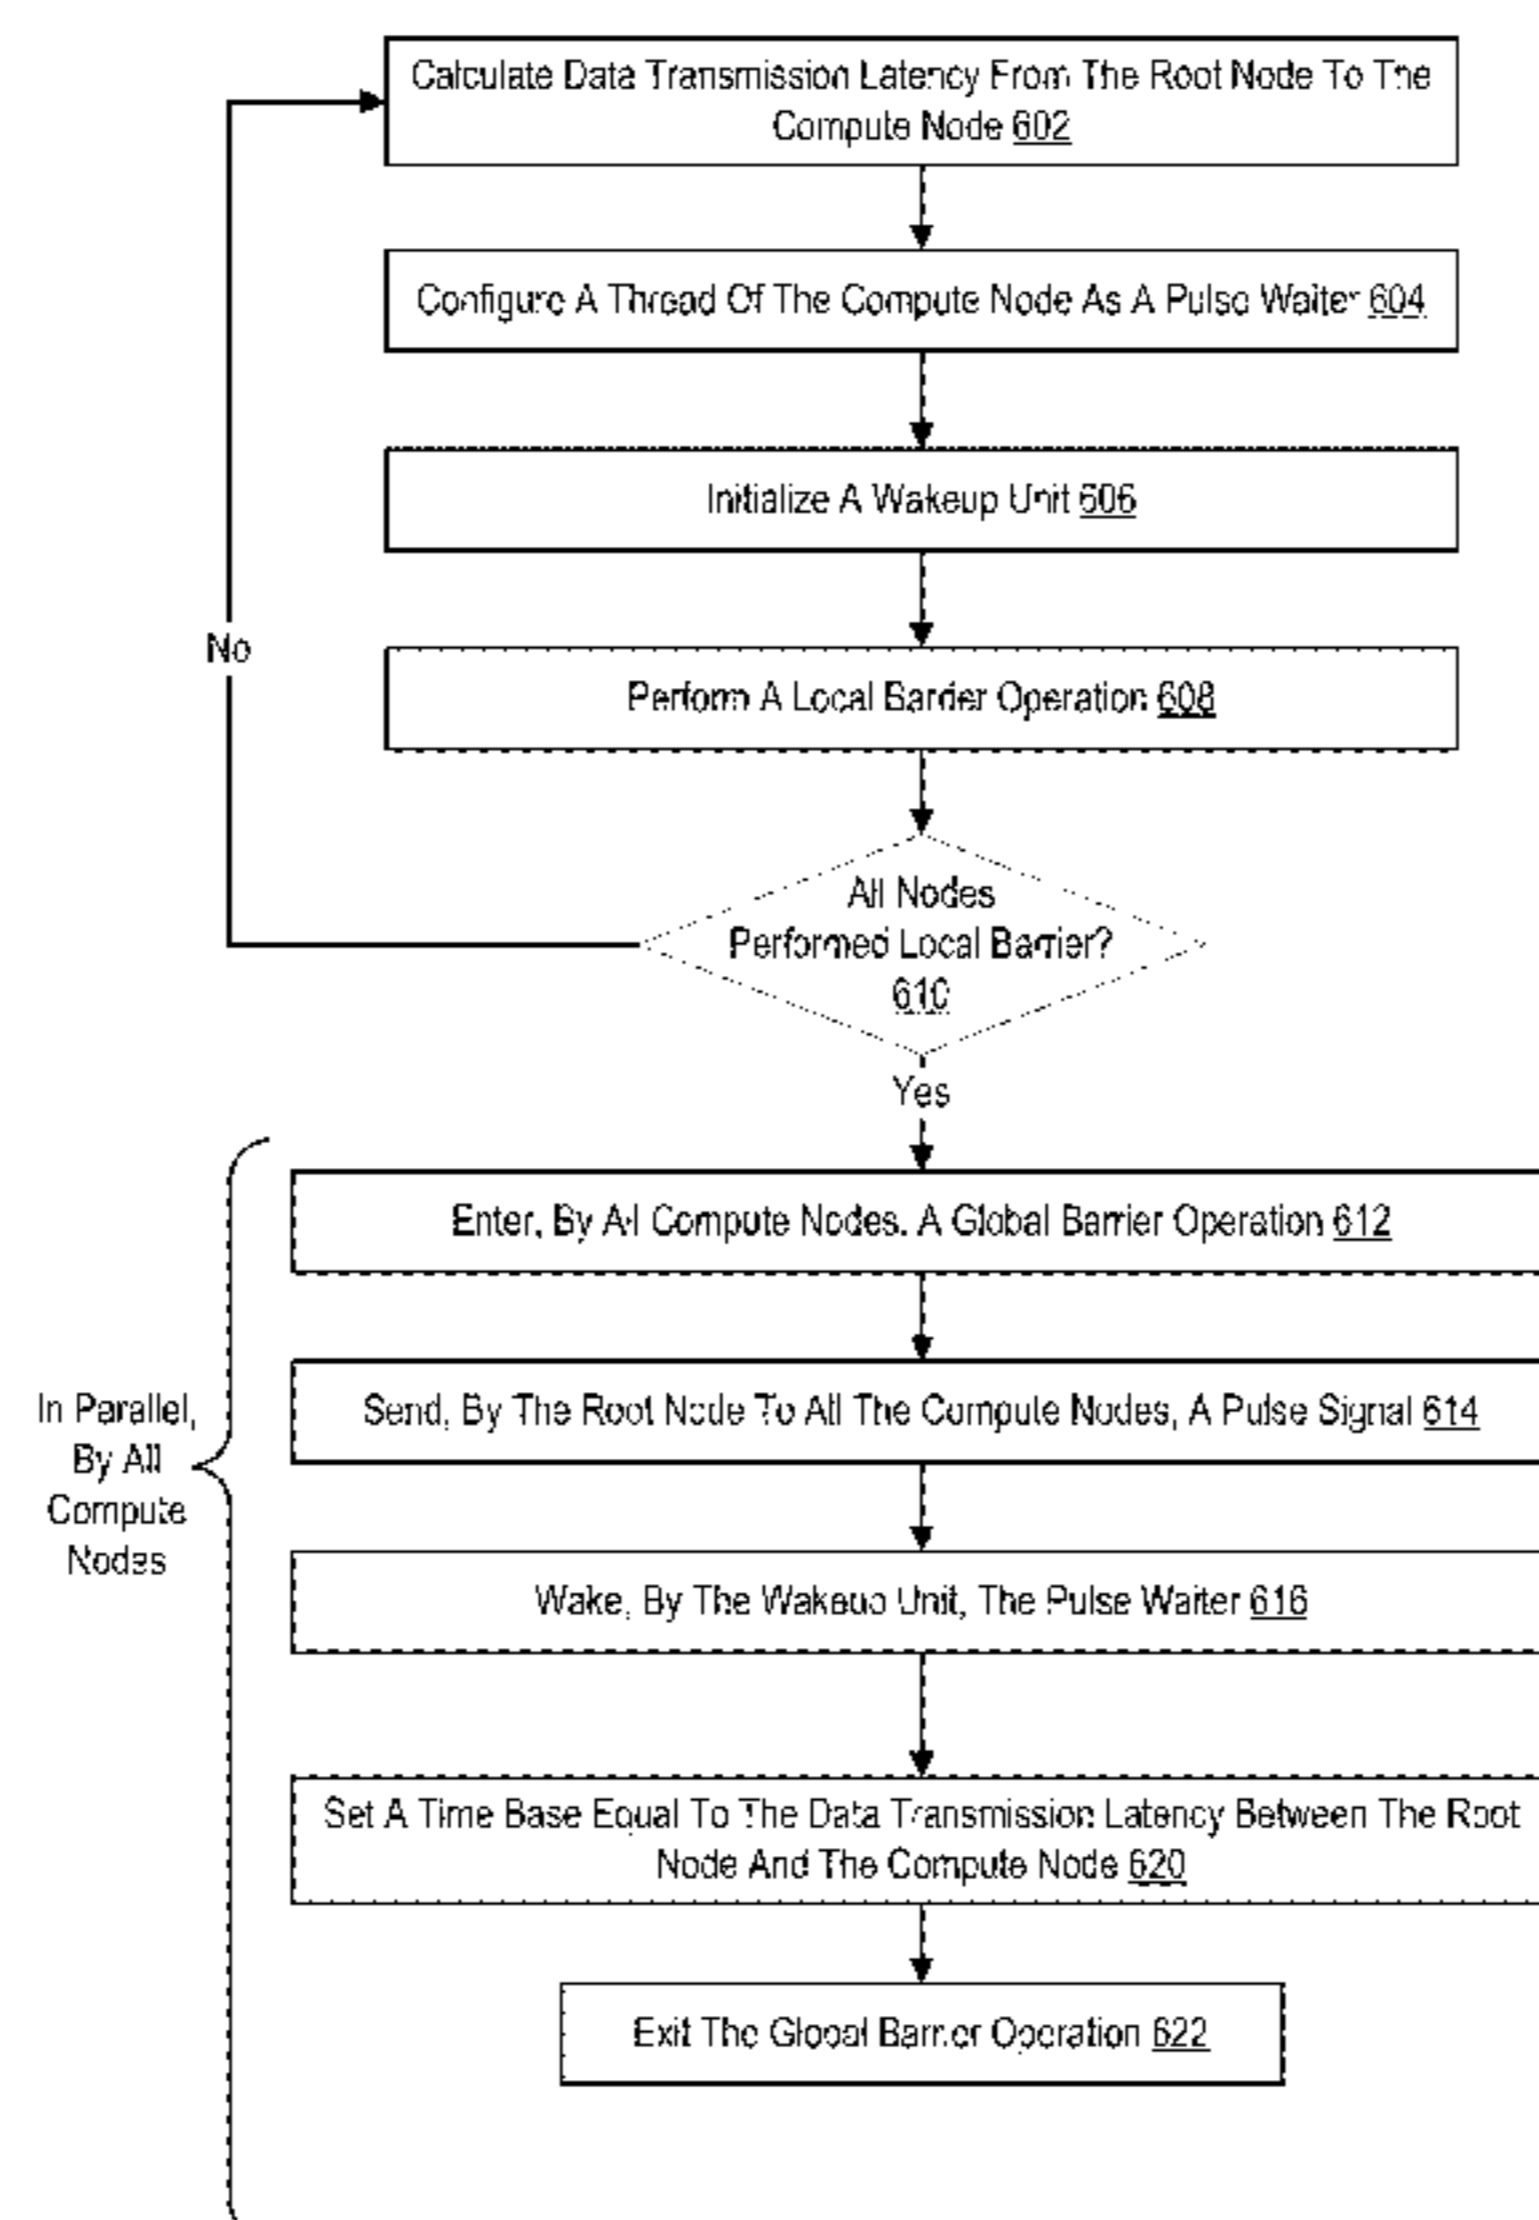 Calculate Data Transmission Latency From The Root Node To The
Compute Node 602
Configure A Thread Of The Compute Node As A Pulse Waiter 604
Initialize A Wakeup Unit 606
No
Perform A Local Barrier Operation 608
All Nodes
Performed Local Barrier?
610
Yes
Enter, By All Compute Nodes, A Global Barrier Operation 612
In Parallel,
By All
Compute
Nodes
Send, By The Root Node To All The Compute Nodes, A Pulse Signal 614
Wake, By The Wakeup Unit, The Pulse Waiter 616
Set A Time Base Equal To The Data Transmission Latency Between The Root
Node And The Compute Node 620
Exit The Global Barrier Operation 622